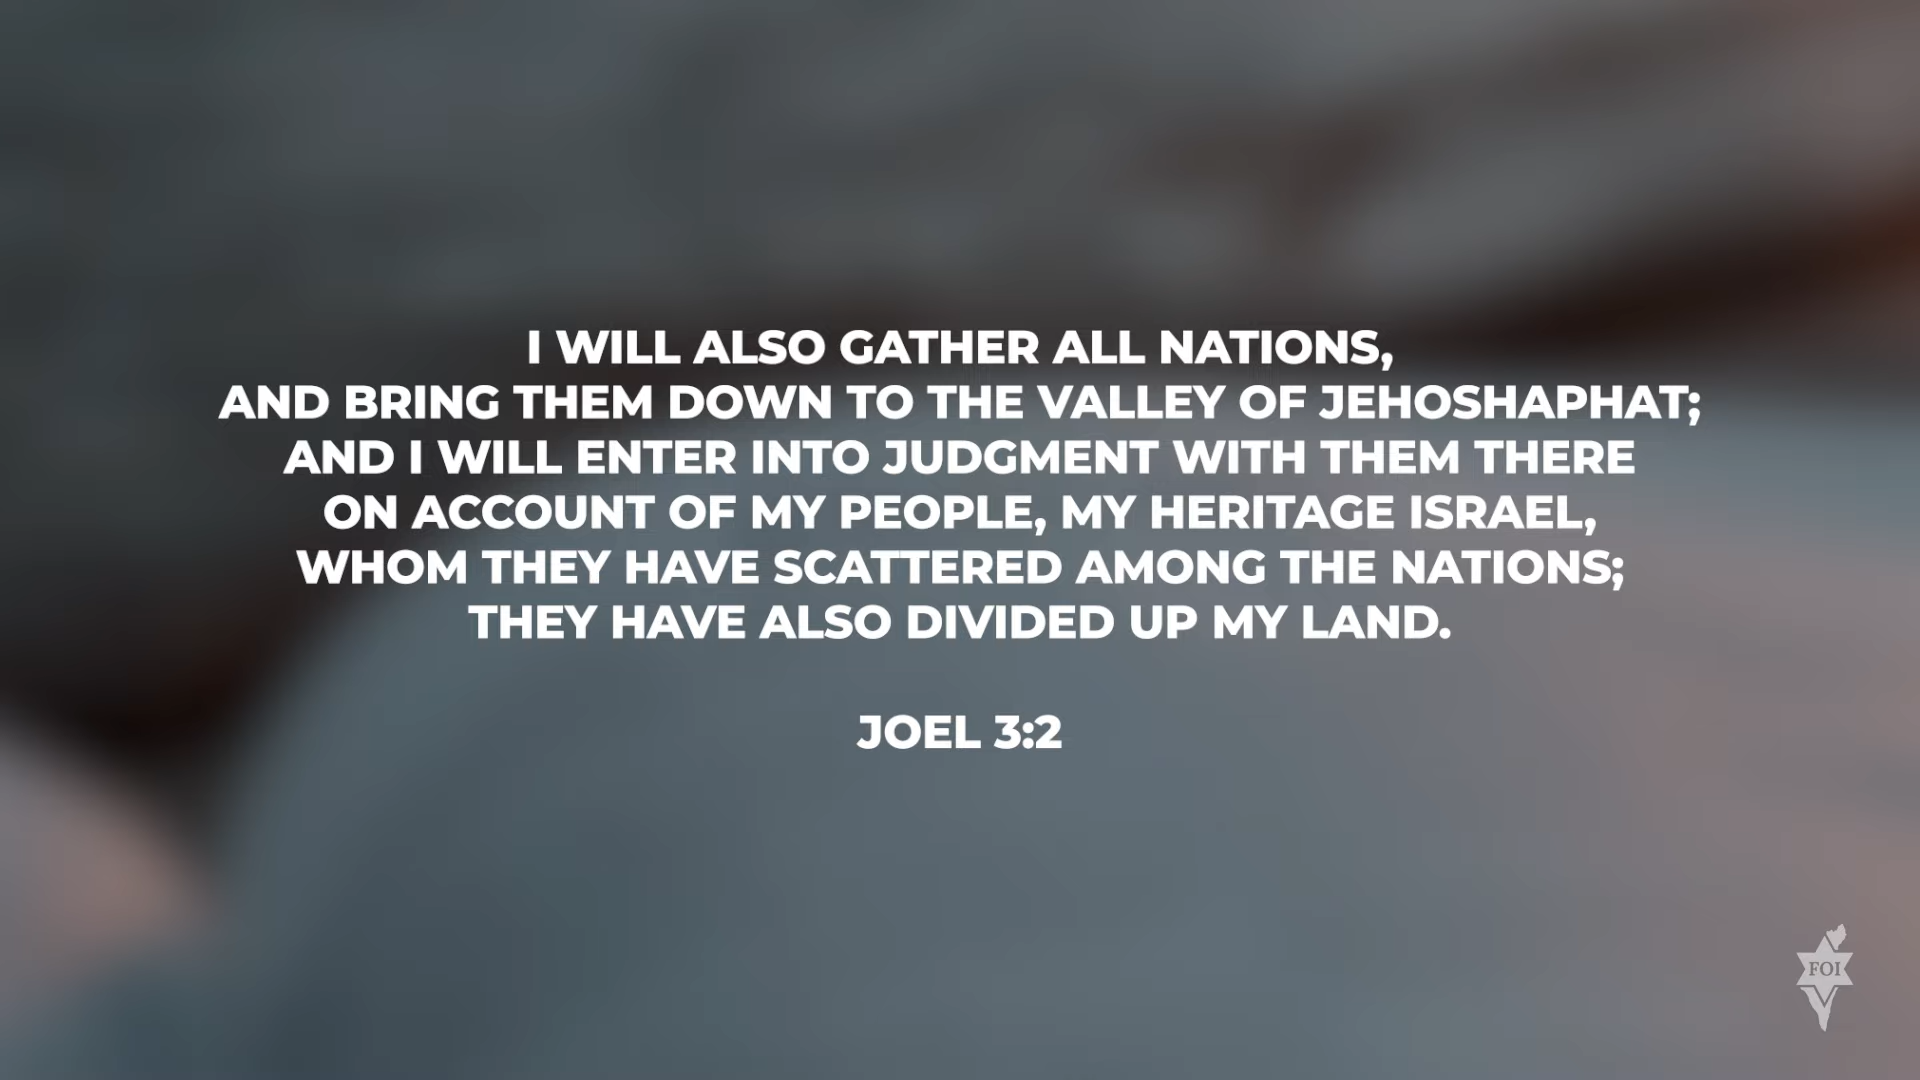 I WILL ALSO GATHER ALL NATIONS,
AND BRING THEM DOWN TO THE VALLEY OF JEHOSHAPHAT;
AND I WILL ENTER INTO JUDGMENT WITH THEM THERE
ON ACCOUNT OF MY PEOPLE, MY HERITAGE ISRAEL,
WHOM THEY HAVE SCATTERED AMONG THE NATIONS;
THEY HAVE ALSO DIVIDED UP MY LAND.
JOEL 3:2
FOI